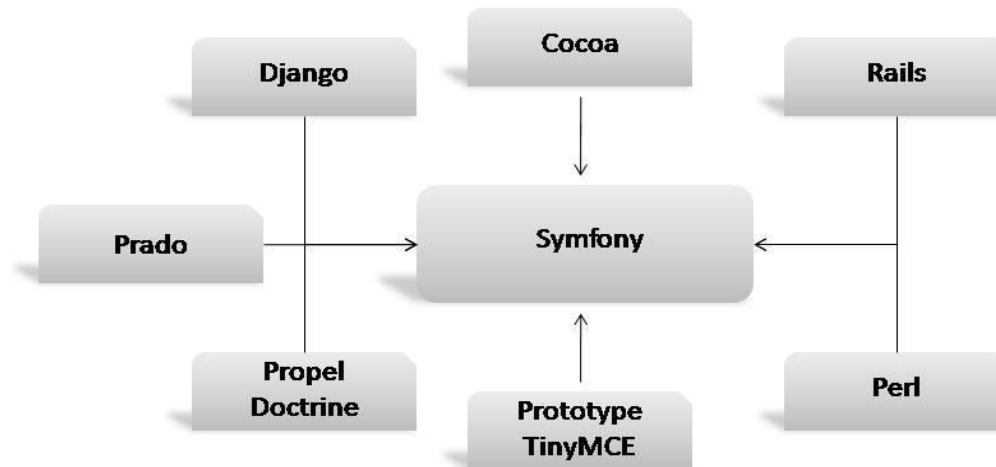 Cocoa
Django
Rails
Prado
Symfony
Propel
Doctrine
Prototype
TinyMCE
Perl